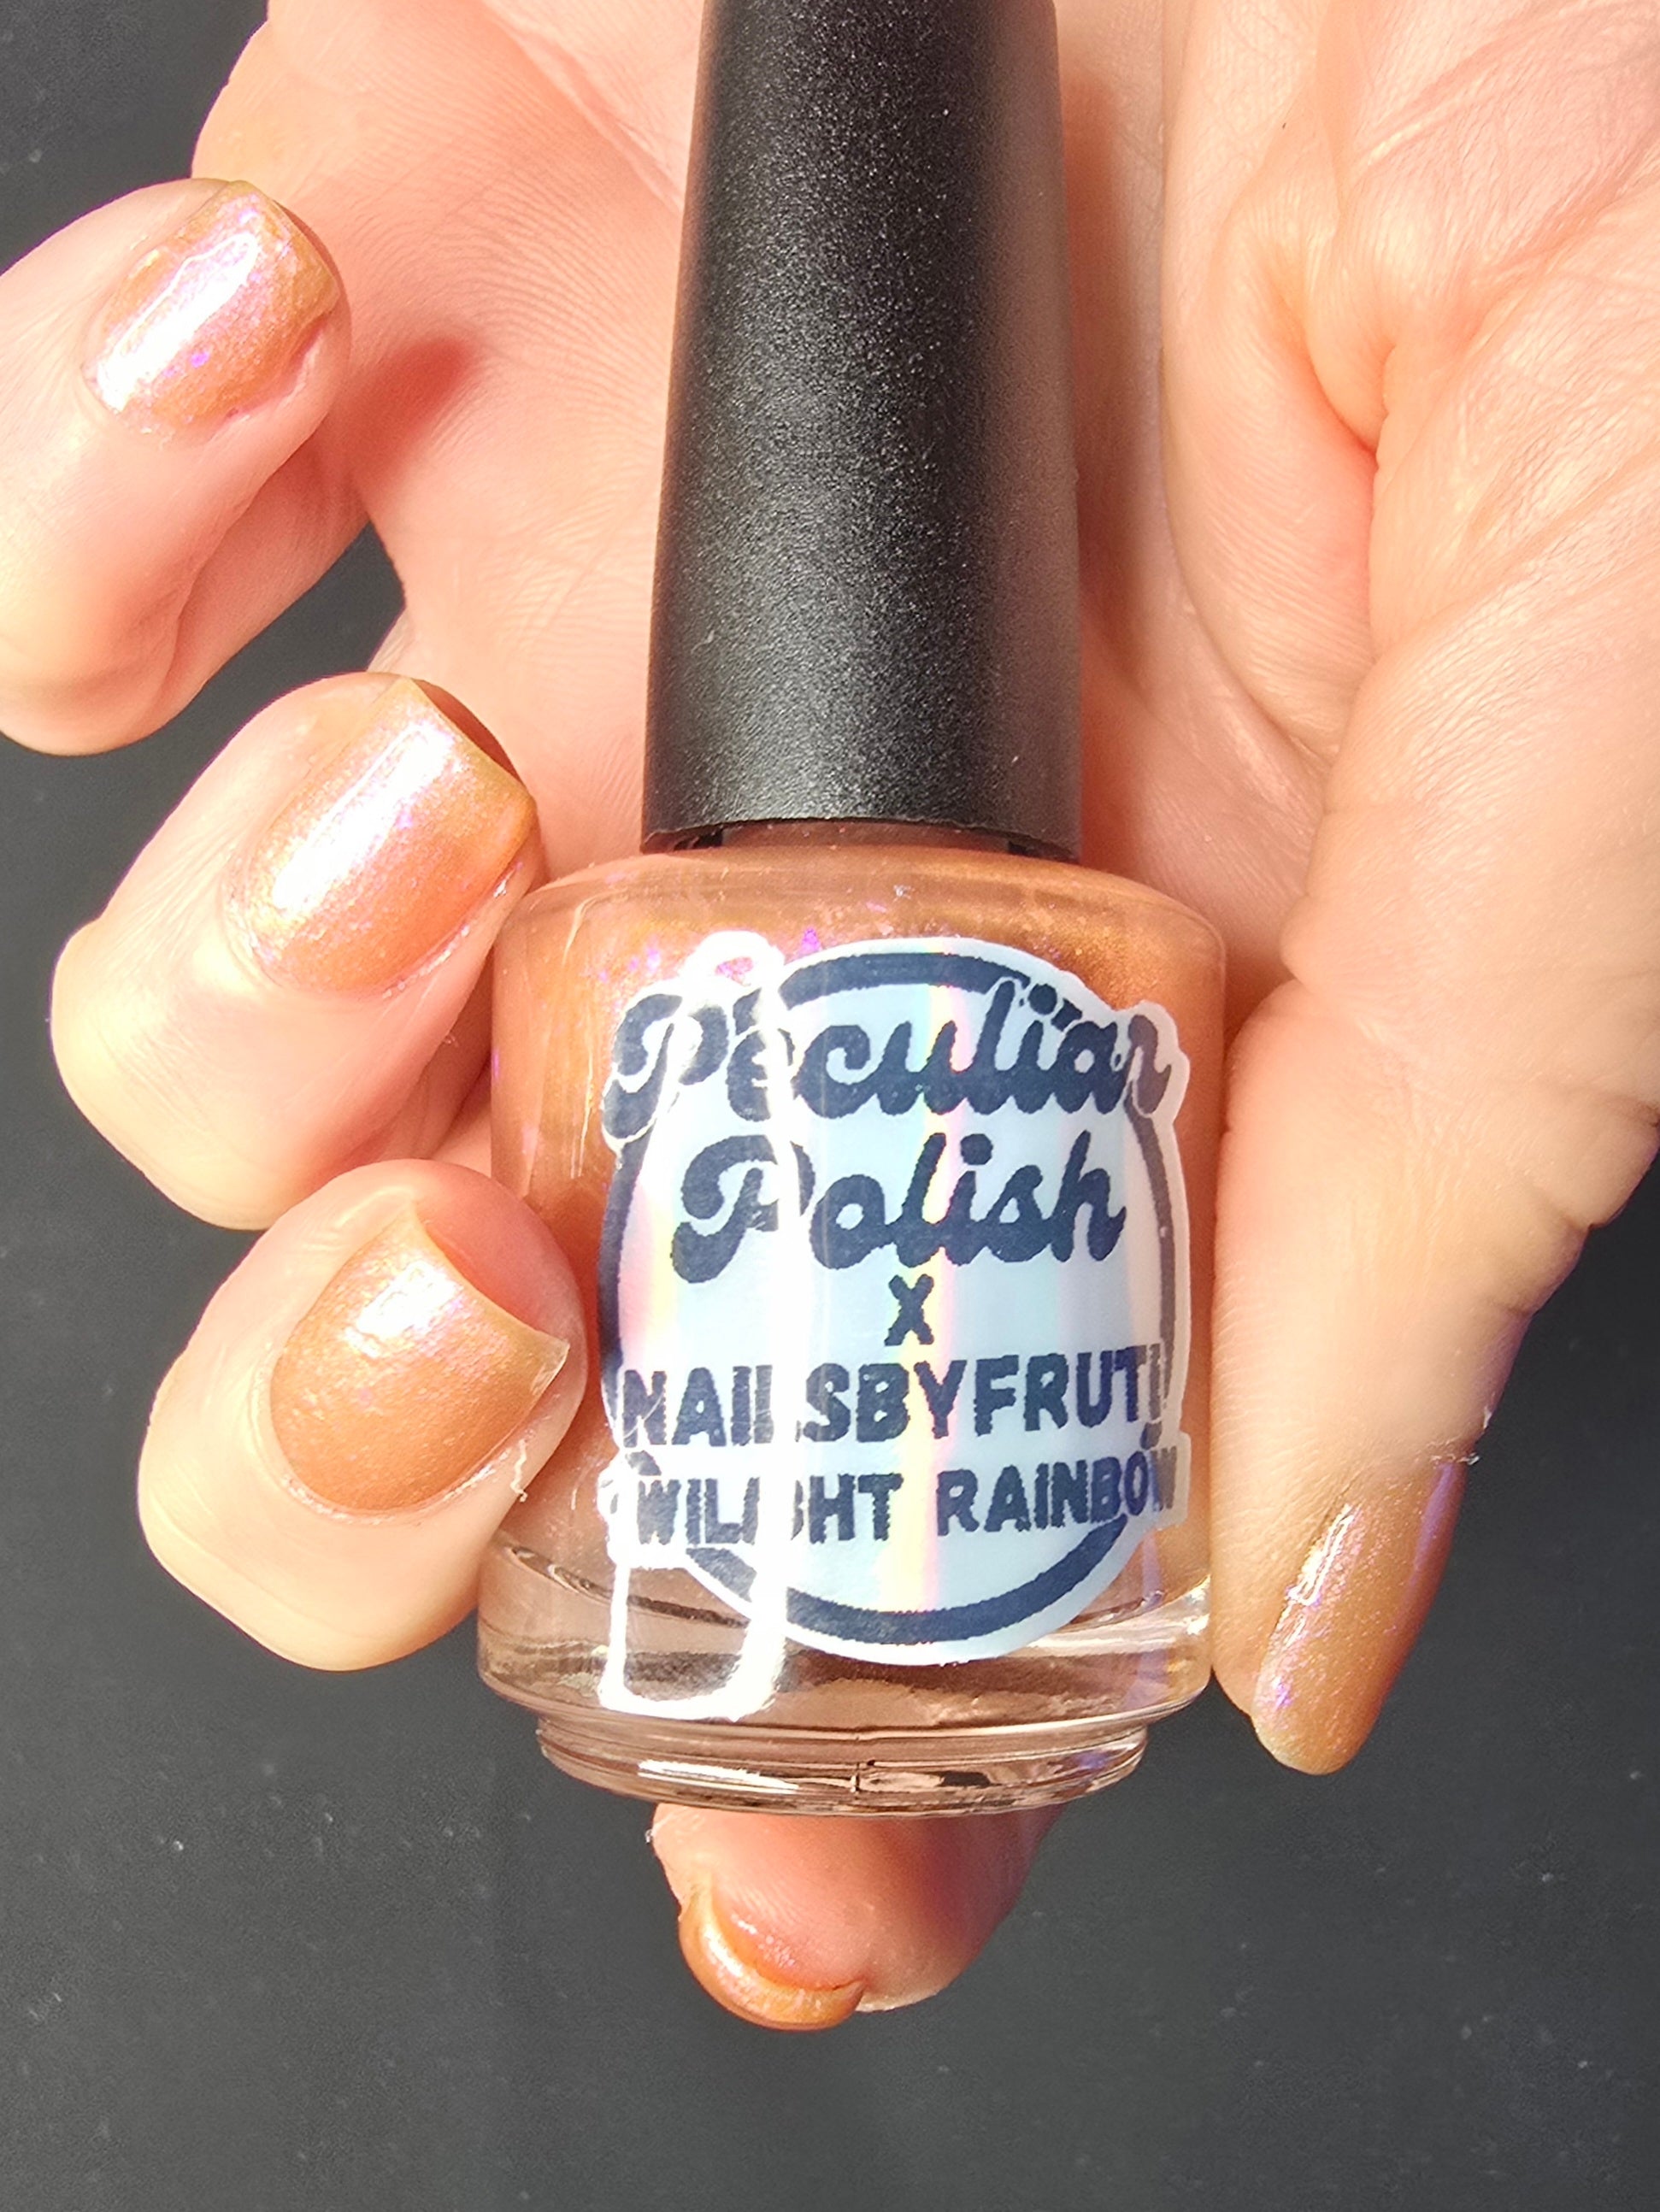 Peculiar
Polish
X
NAILSBYFRUTI
TWILIGHT RAINBOW